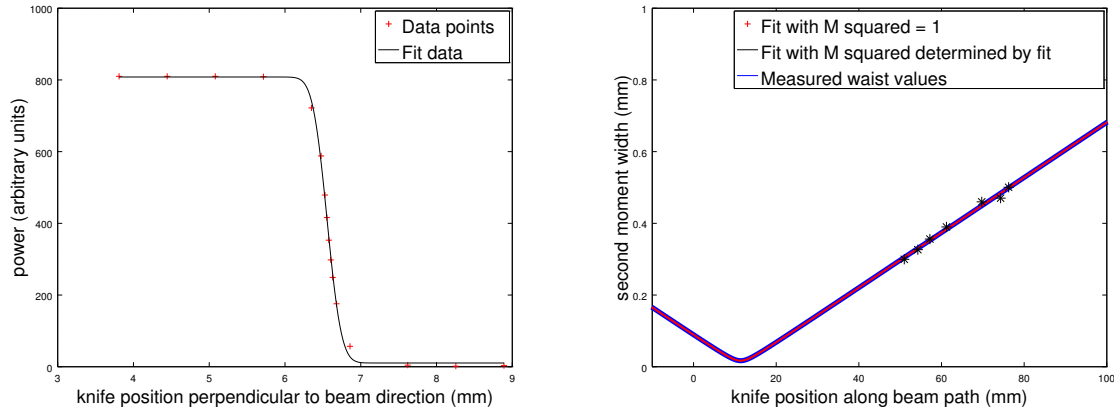 1000
800
600
400
200
0
3 4 5 6 7 8 9
power (arbitrary units)
knife position perpendicular to beam direction (mm)
Data points
Fit data
1
0.8
0.6
0.4
0.2
0
0 20 40 60 80 100
second moment width (mm)
knife position along beam path (mm)
Fit with M squared = 1
Fit with M squared determined by fit
Measured waist values